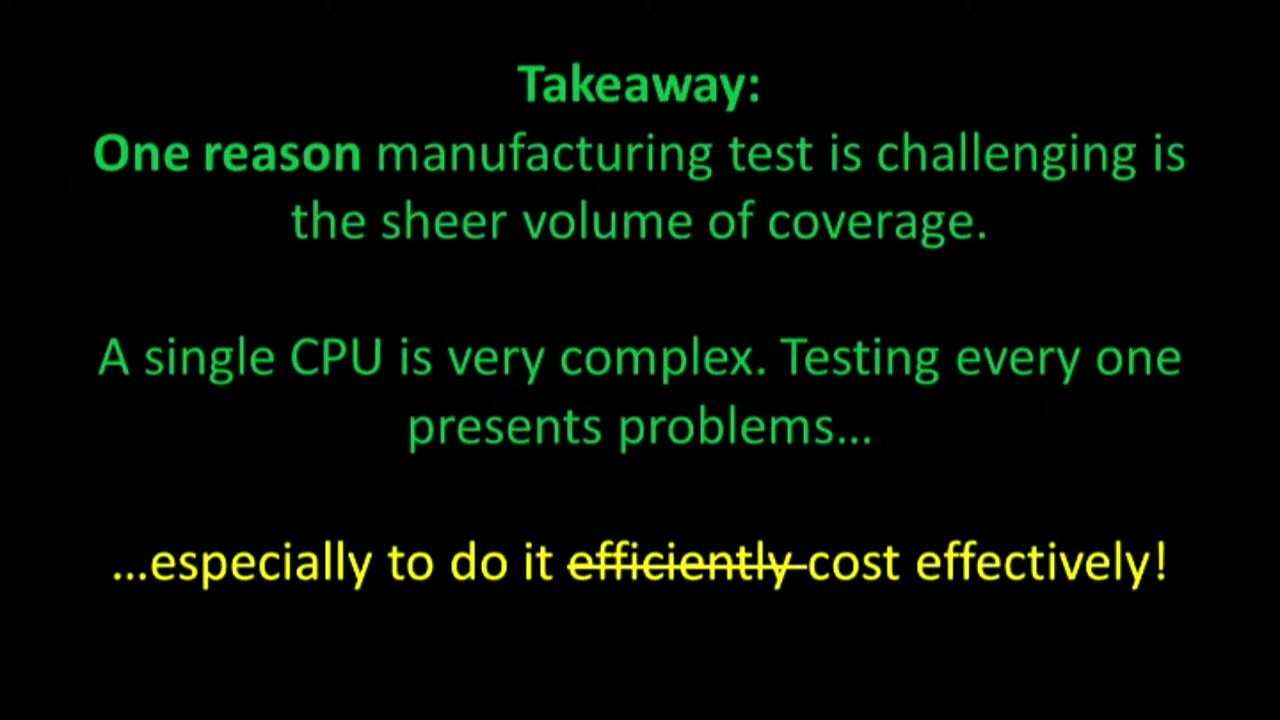 Takeaway:
One reason manufacturing test is challenging is
the sheer volume of coverage.
A single CPU is very complex. Testing every one
presents problems…
…especially to do it efficiently cost effectively!